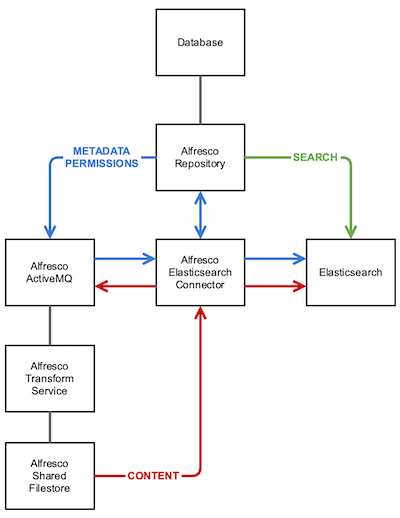 Database
METADATA
PERMISSIONS
Alfresco
Repository
SEARCH
Alfresco
ActiveMQ
Alfresco
Elasticsearch
Connector
Elasticsearch
Alfresco
Transform
Service
Alfresco
Shared
Filestore
CONTENT